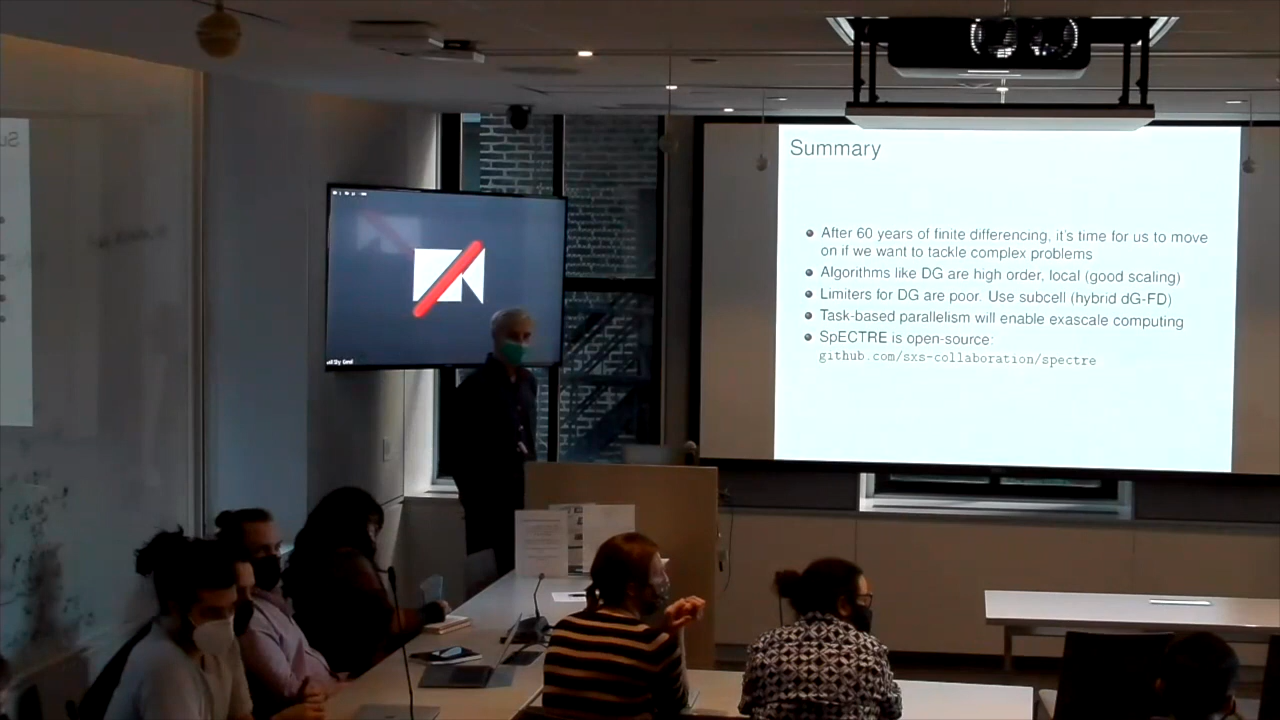 Summary
After 60 years of finite differencing, it's time for us to move
on if we want to tackle complex problems
Algorithms like DG are high order, local (good scaling)
Limiters for DG are poor. Use subcell (hybrid dG-FD)
Task-based parallelism will enable exascale computing
SpECTRE is open-source:
github.com/sxs-collaboration/spectre